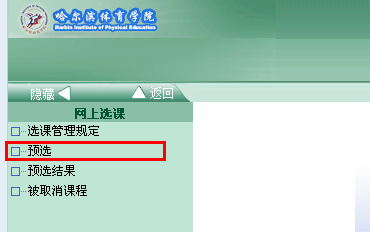 哈尔滨体育学院
Harbin Institute of Physical Education
隐藏 返回
网上选课
选课管理规定
预选
预选结果
被取消课程